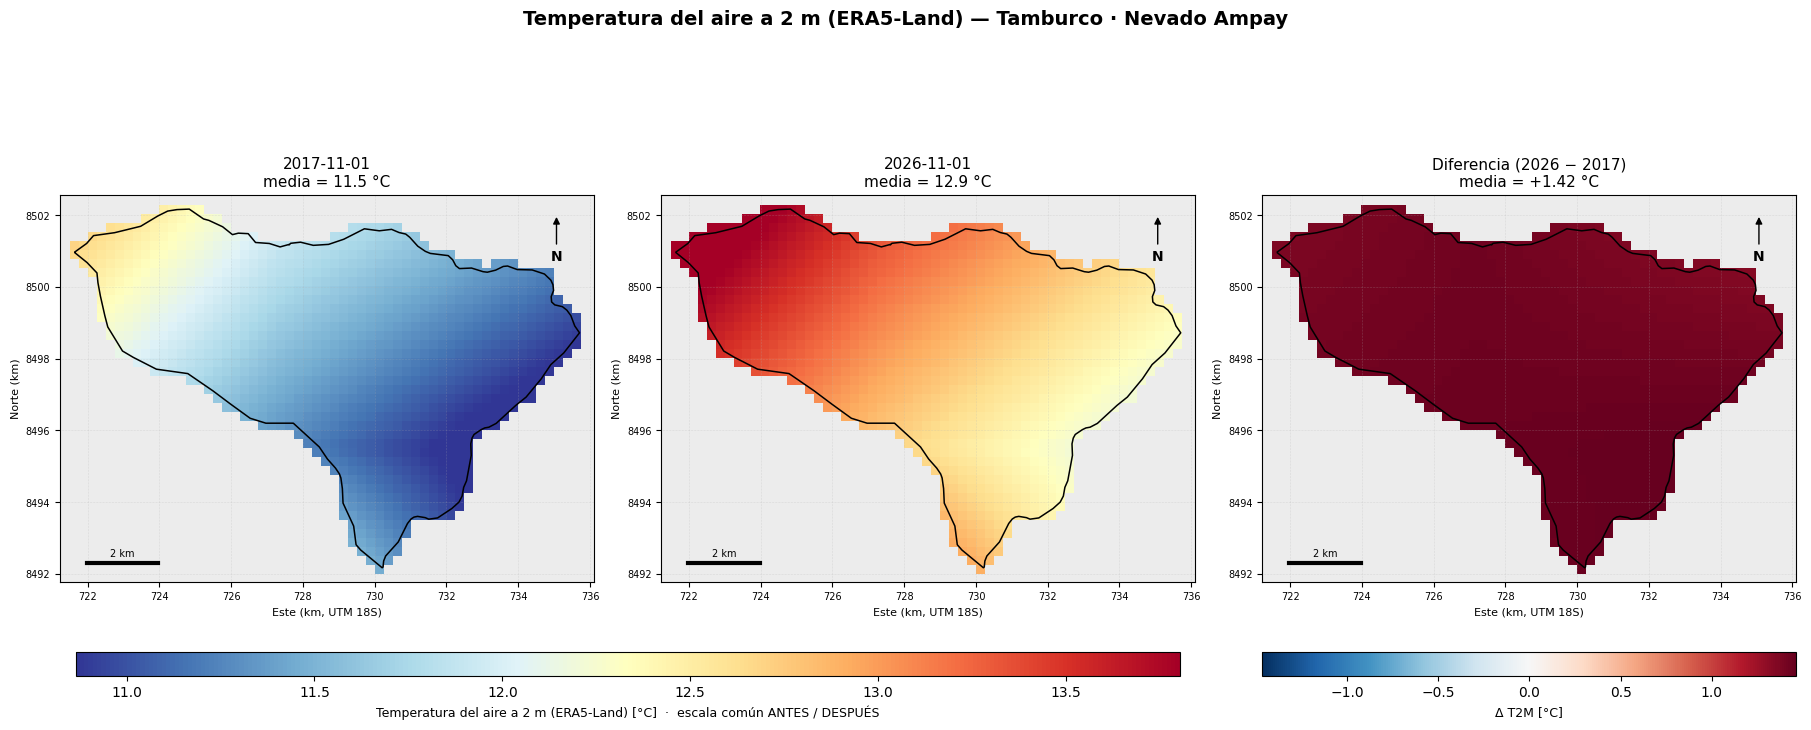 Temperatura del aire a 2 m (ERA5-Land) — Tamburco · Nevado Ampay
2017-11-01
media = 11.5 °C
8502
8500
8498
8496
8494
8492
Norte (km)
N
2 km
722 724 726 728 730 732 734 736
Este (km, UTM 18S)
2026-11-01
media = 12.9 °C
8502
8500
8498
8496
8494
8492
Norte (km)
N
2 km
722 724 726 728 730 732 734 736
Este (km, UTM 18S)
Diferencia (2026 − 2017)
media = +1.42 °C
8502
8500
8498
8496
8494
8492
Norte (km)
N
2 km
722 724 726 728 730 732 734 736
Este (km, UTM 18S)
11.0 11.5 12.0 12.5 13.0 13.5
Temperatura del aire a 2 m (ERA5-Land) [°C] · escala común ANTES / DESPUÉS
−1.0 −0.5 0.0 0.5 1.0
Δ T2M [°C]